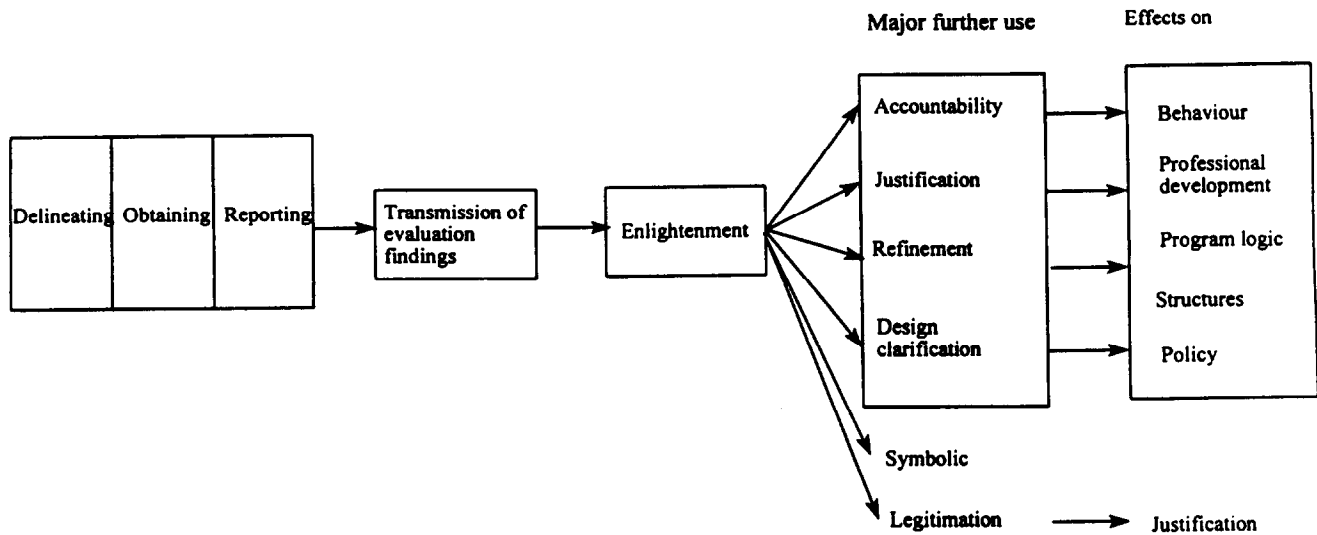 Major further use
Effects on
Delineating
Obtaining
Reporting
Transmission of
evaluation
findings
Enlightenment
Accountability
Justification
Refinement
Design
clarification
Symbolic
Legitimation
Behaviour
Professional
development
Program logic
Structures
Policy
Justification